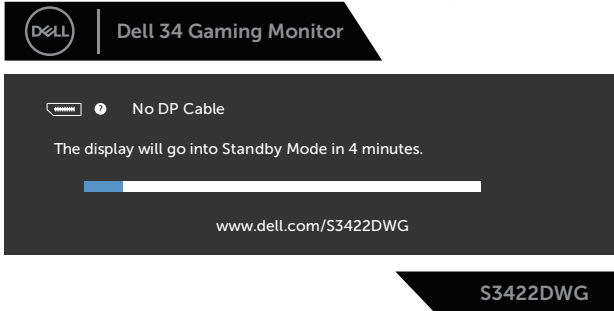 DELL
Dell 34 Gaming Monitor
? No DP Cable
The display will go into Standby Mode in 4 minutes.
www.dell.com/S3422DWG
S3422DWG